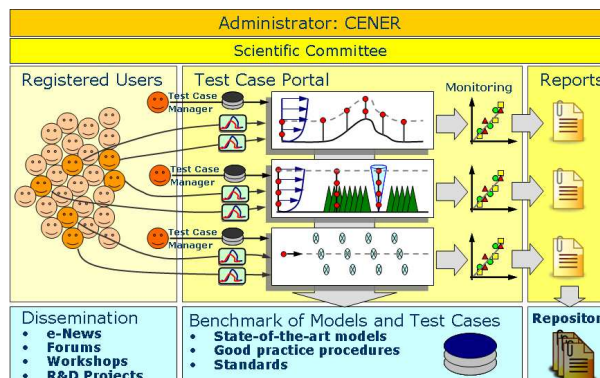 Administrator: CENER
Scientific Committee
Registered Users
Test Case Portal
Monitoring
Reports
Test Case
Manager
Test Case
Manager
Test Case
Manager
Dissemination
• e-News
• Forums
• Workshops
• R&D Projects
Benchmark of Models and Test Cases
• State-of-the-art models
• Good practice procedures
• Standards
Repositor